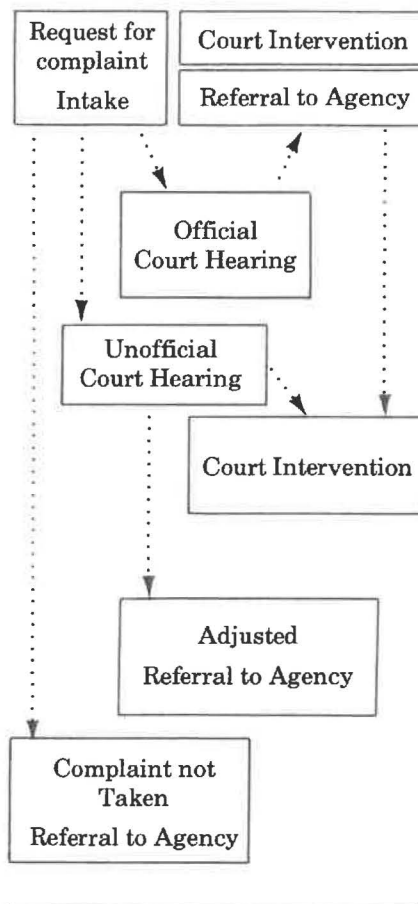 Request for
complaint
Intake
Court Intervention
Referral to Agency
Official
Court Hearing
Unofficial
Court Hearing
Court Intervention
Adjusted
Referral to Agency
Complaint not
Taken
Referral to Agency